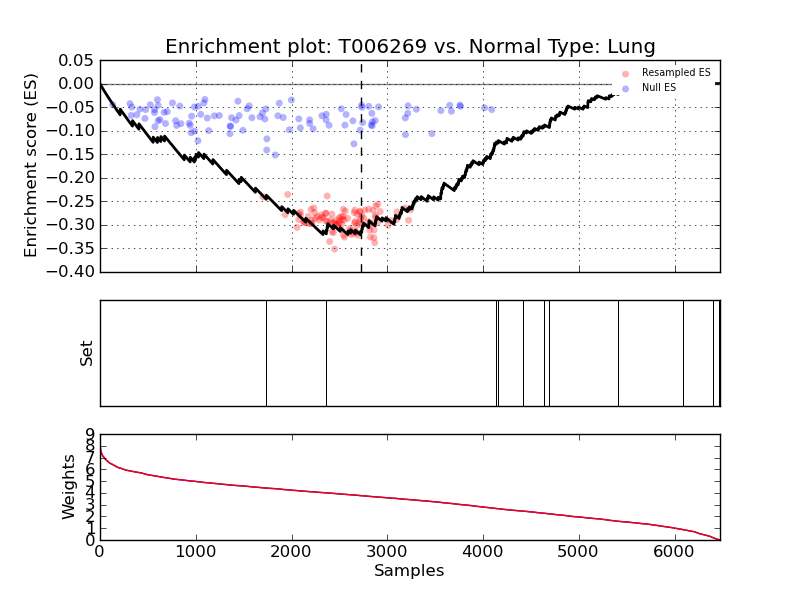 Enrichment plot: T006269 vs. Normal Type: Lung
Enrichment score (ES)
0.05
0.00
−0.05
−0.10
−0.15
−0.20
−0.25
−0.30
−0.35
−0.40
Resampled ES
Null ES
Set
Weights
9
8
7
6
5
4
3
2
1
0
0 1000 2000 3000 4000 5000 6000
Samples